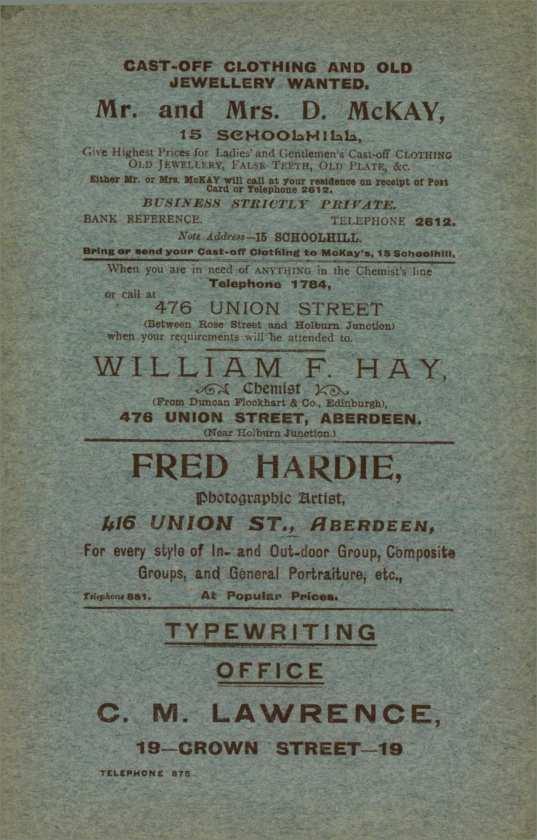 CAST-OFF CLOTHING AND OLD
JEWELLERY WANTED.
Mr. and Mrs. D. McKAY,
15 SCHOOLHILL,
Give Highest Prices for Ladies' and Gentlemen's Cast-off CLOTHING
OLD JEWELLERY, FALSE TEETH, OLD PLATE, &c.
Either Mr. or Mrs. McKAY will call at your residence on receipt of Post
Card or Telephone 2612.
BUSINESS STRICTLY PRIVATE.
BANK REFERENCE. TELEPHONE 2612.
Note Address—15 SCHOOLHILL.
Bring or send your Cast-off Clothing to McKay's, 15 Schoolhill.
When you are in need of ANYTHING in the Chemist's line
Telephone 1784,
or call at
476 UNION STREET
(Between Rose Street and Holburn Junction)
when your requirements will be attended to.
WILLIAM F. HAY,
Chemist
(From Duncan Flockhart & Co., Edinburgh),
476 UNION STREET, ABERDEEN.
(Near Holburn Junction.)
FRED HARDIE,
Photographic Artist,
416 UNION ST., ABERDEEN,
For every style of In- and Out-door Group, Composite
Groups, and General Portraiture, etc.,
Telephone 881. At Popular Prices.
TYPEWRITING
OFFICE
C. M. LAWRENCE,
19—CROWN STREET—19
TELEPHONE 875.